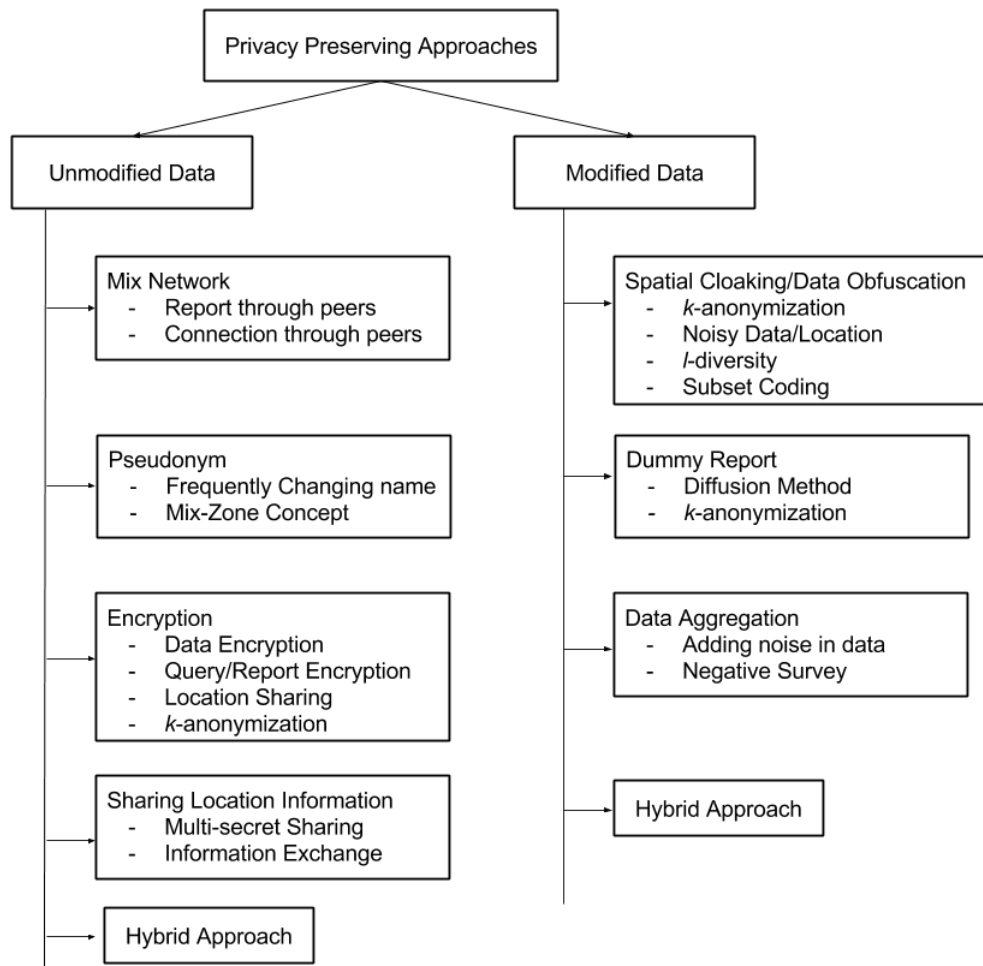 Privacy Preserving Approaches
Unmodified Data
Mix Network
- Report through peers
- Connection through peers
Pseudonym
- Frequently Changing name
- Mix-Zone Concept
Encryption
- Data Encryption
- Query/Report Encryption
- Location Sharing
- k-anonymization
Sharing Location Information
- Multi-secret Sharing
- Information Exchange
Hybrid Approach
Modified Data
Spatial Cloaking/Data Obfuscation
- k-anonymization
- Noisy Data/Location
- l-diversity
- Subset Coding
Dummy Report
- Diffusion Method
- k-anonymization
Data Aggregation
- Adding noise in data
- Negative Survey
Hybrid Approach